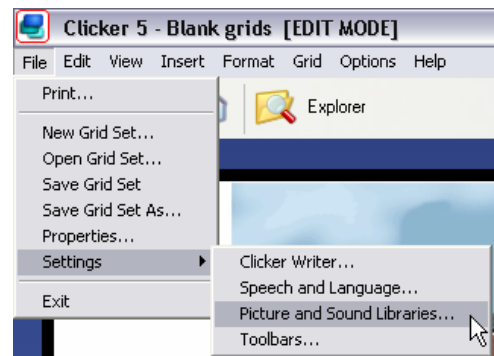 Clicker 5 - Blank grids [EDIT MODE]
File Edit View Insert Format Grid Options Help
Print...
Explorer
New Grid Set...
Open Grid Set...
Save Grid Set
Save Grid Set As...
Properties...
Settings
Clicker Writer...
Speech and Language...
Exit
Picture and Sound Libraries...
Toolbars...